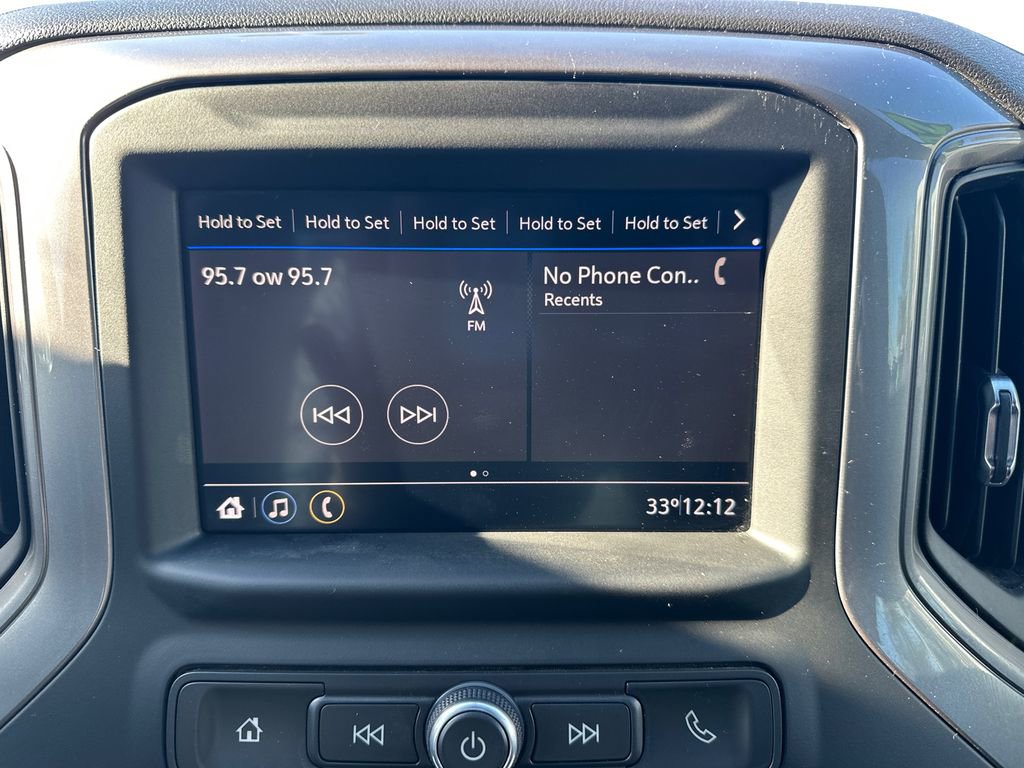 Hold to Set Hold to Set Hold to Set Hold to Set Hold to Set
95.7 ow 95.7
FM
No Phone Con..
Recents
33° 12:12